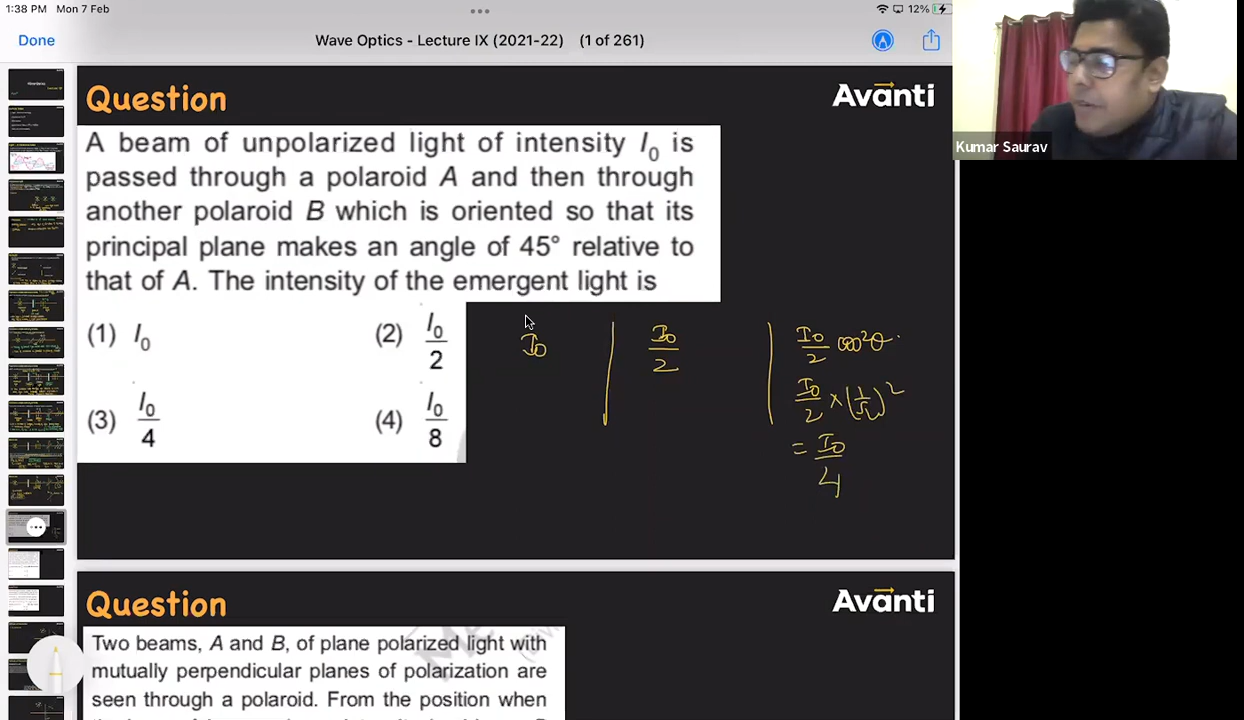 1:38 PM Mon 7 Feb
12%
Done
Wave Optics - Lecture IX (2021-22) (1 of 261)
Kumar Saurav
Question
Avanti
A beam of unpolarized light of intensity I₀ is
passed through a polaroid A and then through
another polaroid B which is oriented so that its
principal plane makes an angle of 45° relative to
that of A. The intensity of the emergent light is
(1) I₀
(2) I₀/2
(3) I₀/4
(4) I₀/8
I₀
I₀/2
I₀/2 cos²θ
I₀/2 × (1/√2)²
= I₀/4
Question
Avanti
Two beams, A and B, of plane polarized light with
mutually perpendicular planes of polarization are
seen through a polaroid. From the position when